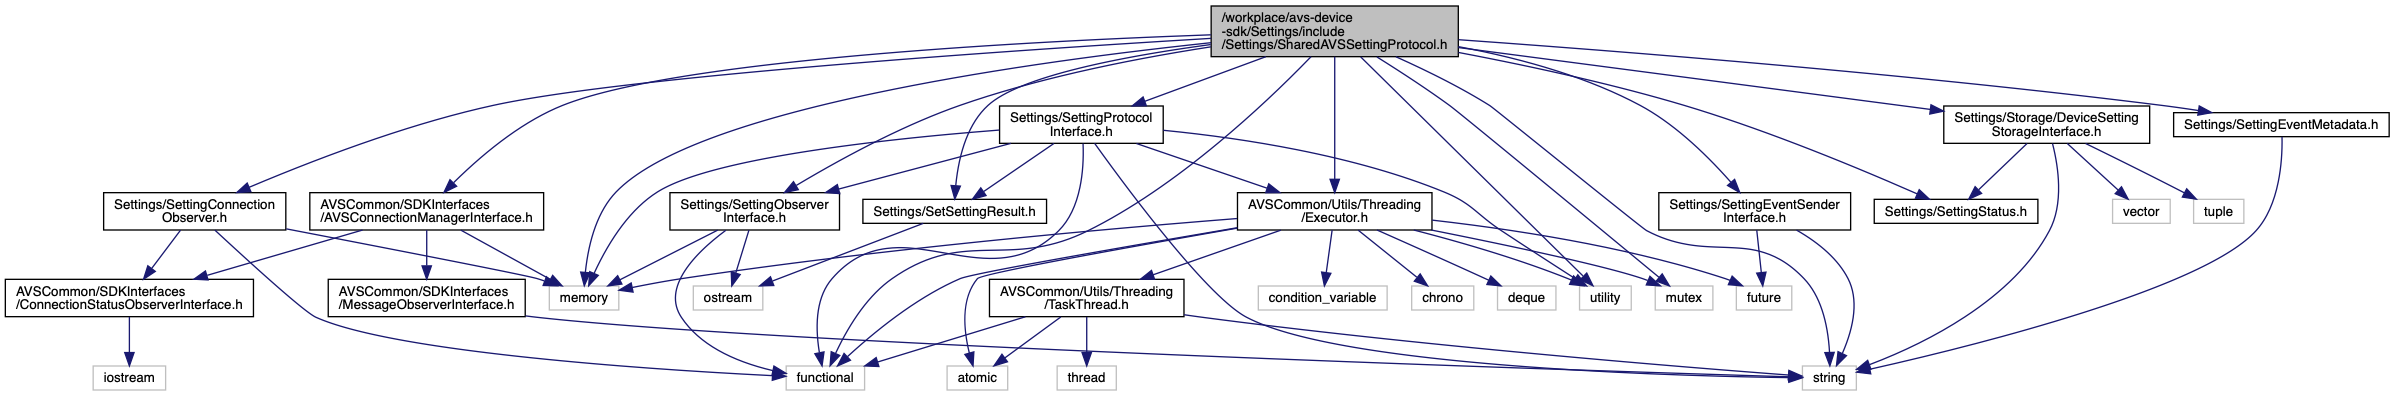 /workplace/avs-device
-sdk/Settings/include
/Settings/SharedAVSSettingProtocol.h
Settings/SettingProtocol
Interface.h
Settings/Storage/DeviceSetting
StorageInterface.h
Settings/SettingEventMetadata.h
Settings/SettingConnection
Observer.h
AVSCommon/SDKInterfaces
/AVSConnectionManagerInterface.h
Settings/SettingObserver
Interface.h
Settings/SetSettingResult.h
AVSCommon/Utils/Threading
/Executor.h
Settings/SettingEventSender
Interface.h
Settings/SettingStatus.h
vector
tuple
AVSCommon/SDKInterfaces
/ConnectionStatusObserverInterface.h
AVSCommon/SDKInterfaces
/MessageObserverInterface.h
memory
ostream
AVSCommon/Utils/Threading
/TaskThread.h
condition_variable
chrono
deque
utility
mutex
future
iostream
functional
atomic
thread
string